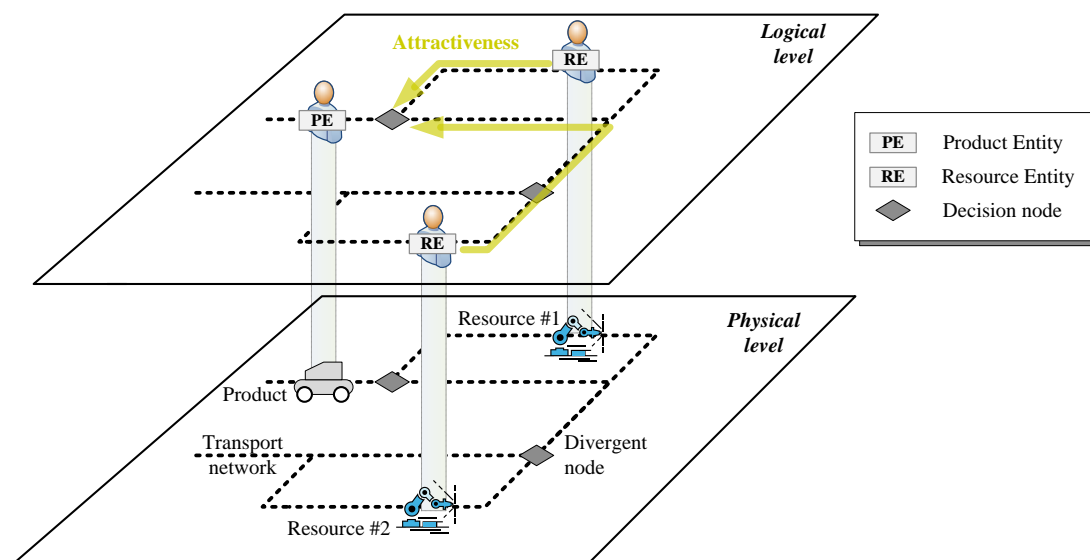 Logical
level
Attractiveness
RE
PE
RE
PE Product Entity
RE Resource Entity
Decision node
Resource #1
Physical
level
Product
Transport
network
Divergent
node
Resource #2